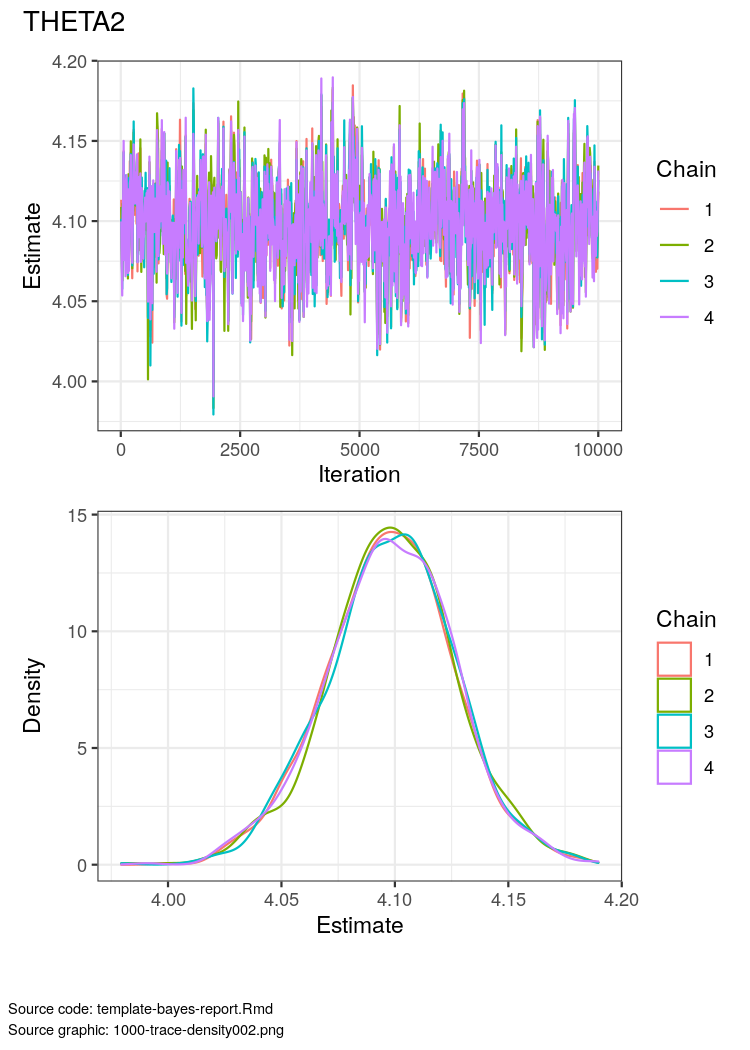 THETA2
4.20
4.15
4.10
4.05
4.00
Estimate
0 2500 5000 7500 10000
Iteration
Chain
1
2
3
4
15
10
5
0
Density
4.00 4.05 4.10 4.15 4.20
Estimate
Chain
1
2
3
4
Source code: template-bayes-report.Rmd
Source graphic: 1000-trace-density002.png